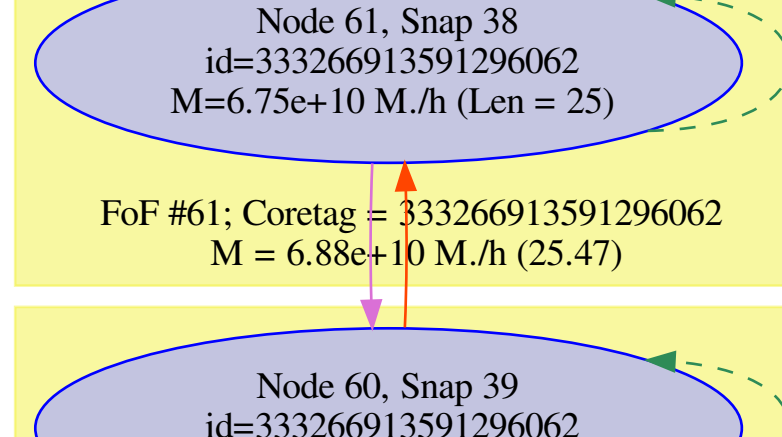 Node 61, Snap 38
id=333266913591296062
M=6.75e+10 M./h (Len = 25)
FoF #61; Coretag = 333266913591296062
M = 6.88e+10 M./h (25.47)
Node 60, Snap 39
id=333266913591296062